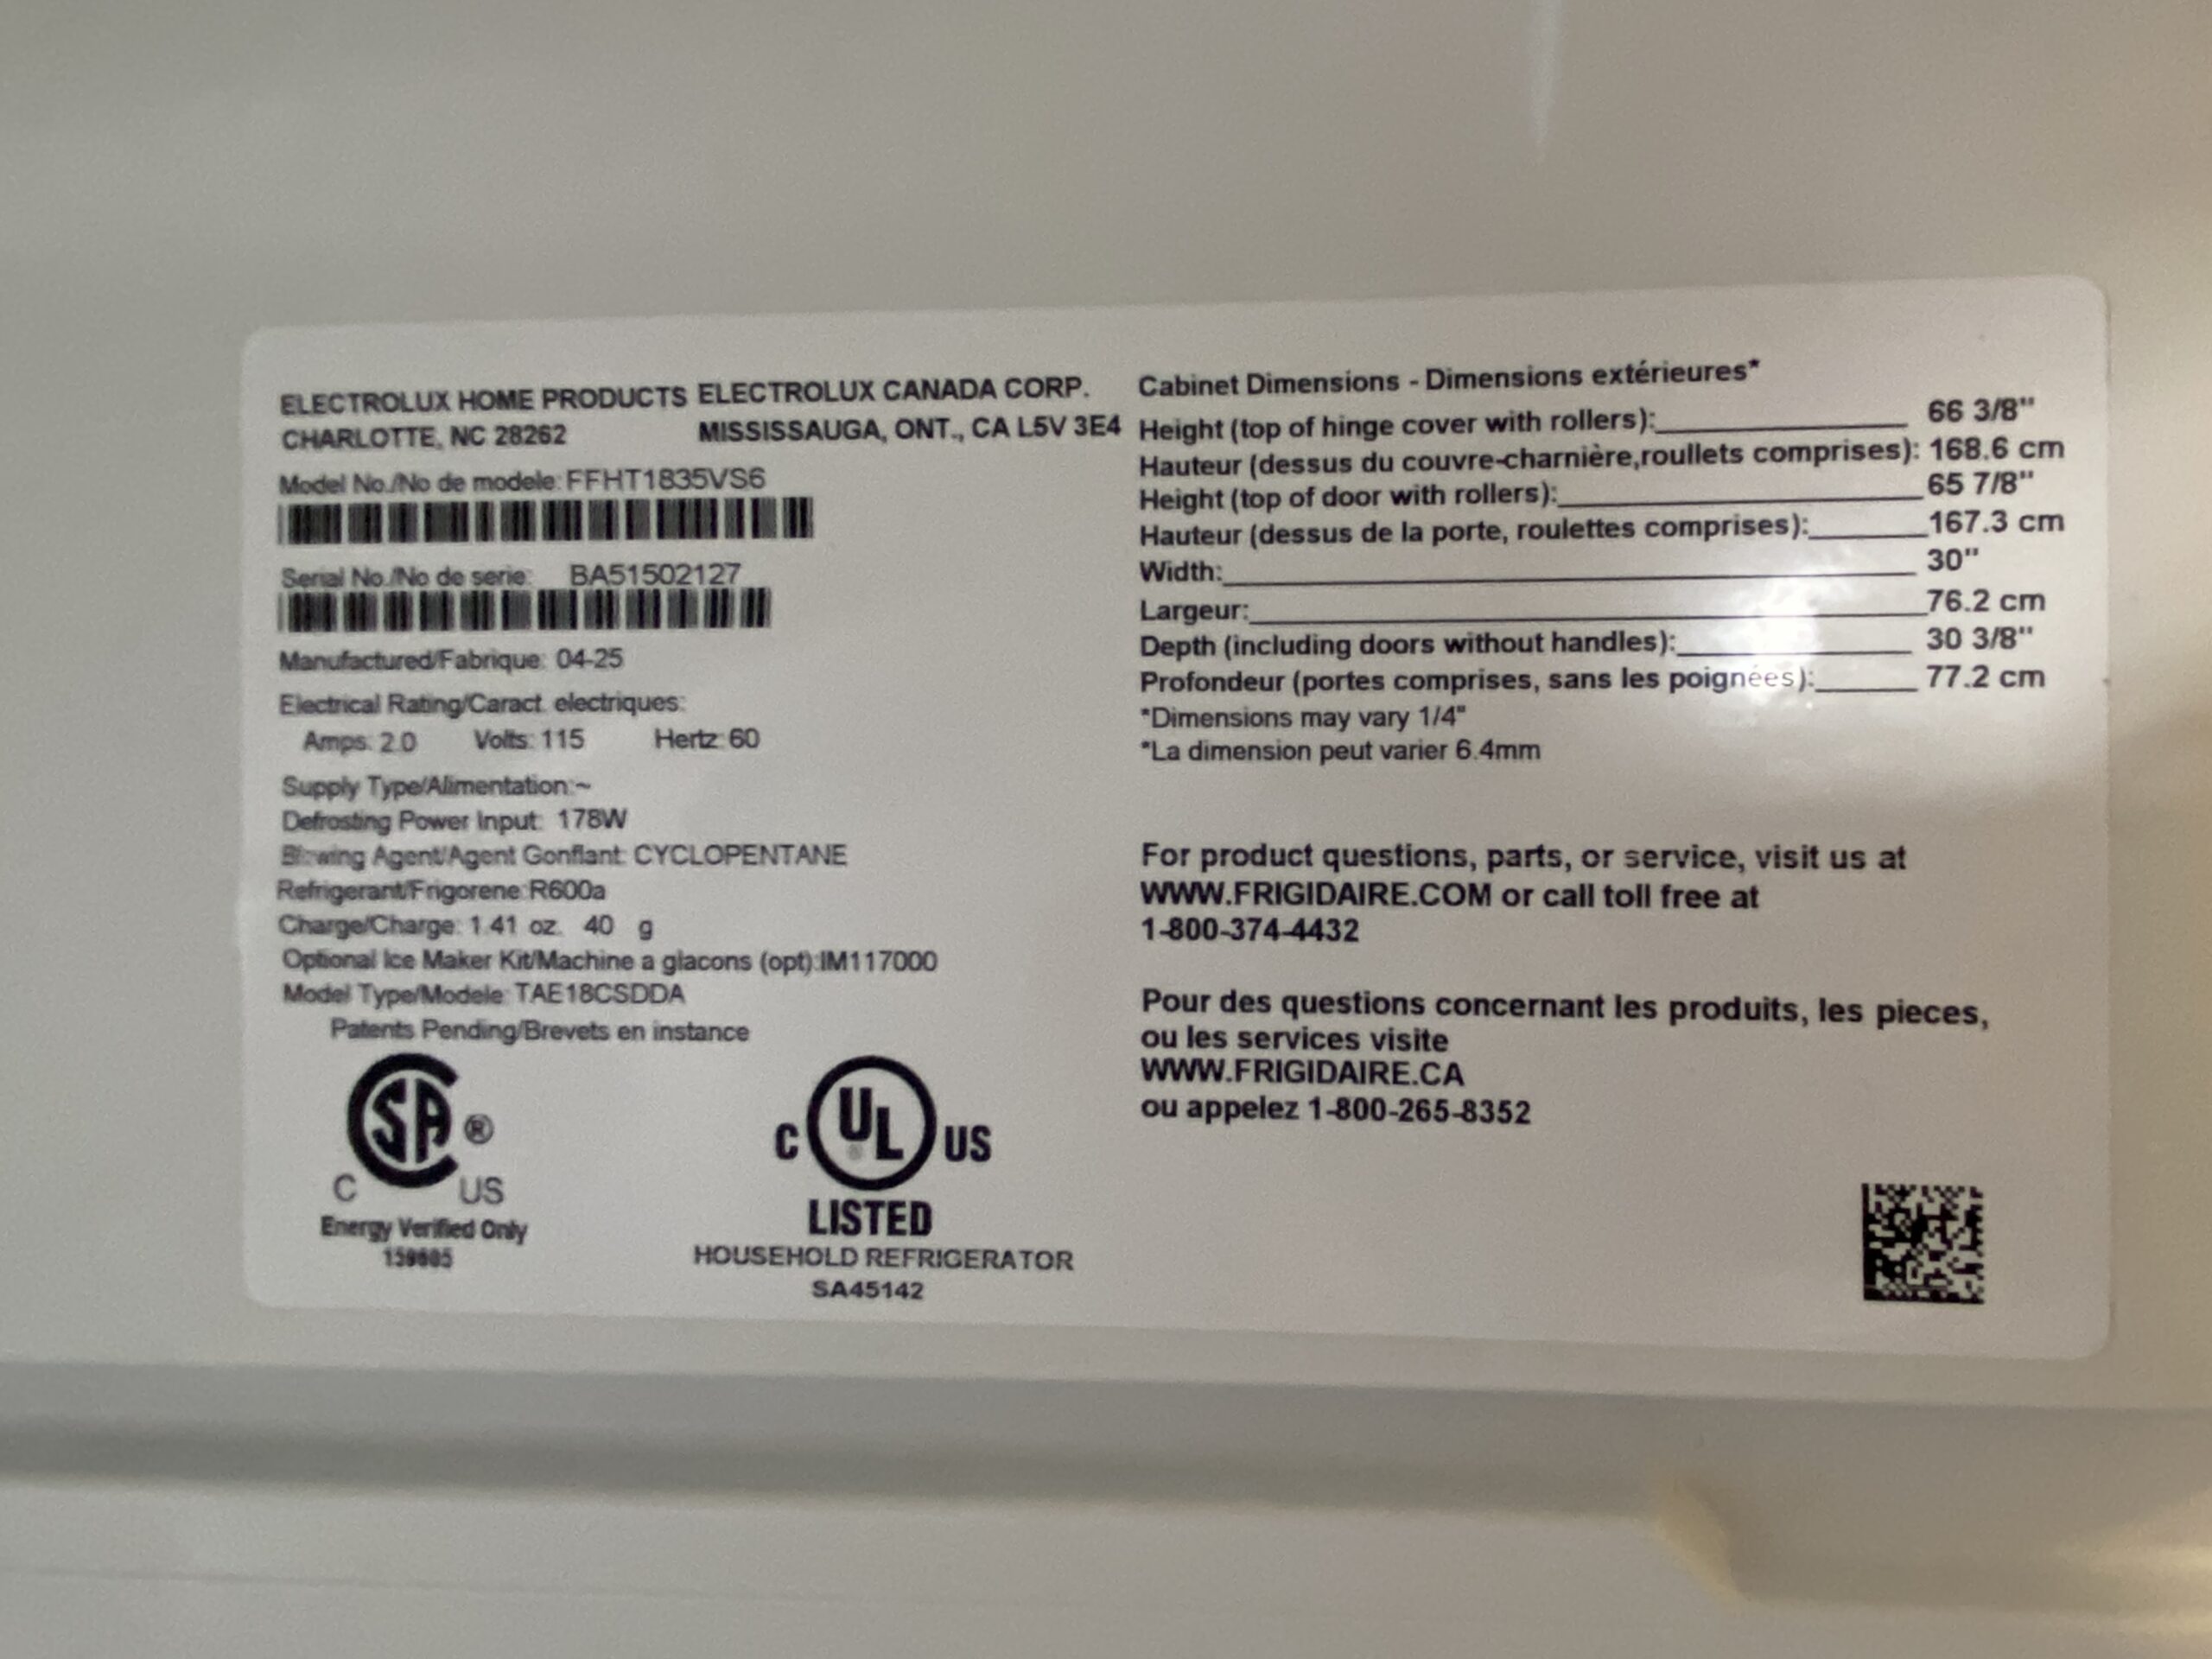 ELECTROLUX HOME PRODUCTS ELECTROLUX CANADA CORP.
CHARLOTTE, NC 28262 MISSISSAUGA, ONT., CA L5V 3E4
Model No./No de modele: FFHT1835VS6
Serial No./No de serie: BA51502127
Manufactured/Fabrique: 04-25
Electrical Rating/Caract. electriques:
Amps: 2.0 Volts: 115 Hertz: 60
Supply Type/Alimentation:~
Defrosting Power Input: 178W
Blowing Agent/Agent Gonflant: CYCLOPENTANE
Refrigerant/Frigorene: R600a
Charge/Charge: 1.41 oz. 40 g
Optional Ice Maker Kit/Machine a glacons (opt):IM117000
Model Type/Modele: TAE18CSDDA
Patents Pending/Brevets en instance
SA ®
C US
Energy Verified Only
C UL ® US
LISTED
HOUSEHOLD REFRIGERATOR
SA45142
Cabinet Dimensions - Dimensions extérieures*
Height (top of hinge cover with rollers): 66 3/8"
Hauteur (dessus du couvre-charnière,roullets comprises): 168.6 cm
Height (top of door with rollers): 65 7/8"
Hauteur (dessus de la porte, roulettes comprises): 167.3 cm
Width: 30"
Largeur: 76.2 cm
Depth (including doors without handles): 30 3/8"
Profondeur (portes comprises, sans les poignées): 77.2 cm
*Dimensions may vary 1/4"
*La dimension peut varier 6.4mm
For product questions, parts, or service, visit us at
WWW.FRIGIDAIRE.COM or call toll free at
1-800-374-4432
Pour des questions concernant les produits, les pieces,
ou les services visite
WWW.FRIGIDAIRE.CA
ou appelez 1-800-265-8352